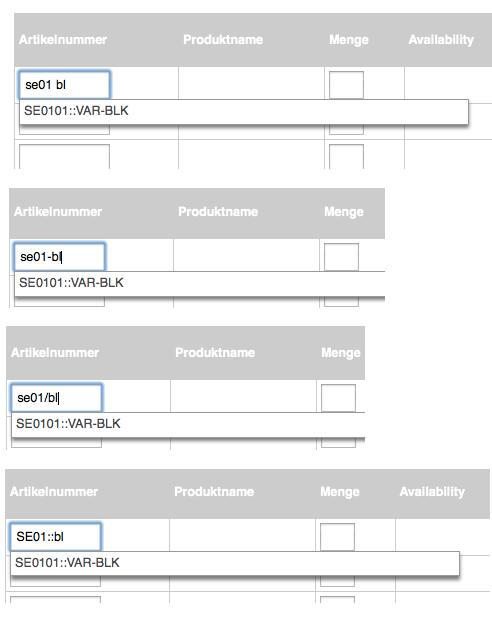 Artikelnummer Produktname Menge Availability
se01 bl
SE0101::VAR-BLK
Artikelnummer Produktname Menge
se01-bl
SE0101::VAR-BLK
Artikelnummer Produktname Menge
se01/bl
SE0101::VAR-BLK
Artikelnummer Produktname Menge Availability
SE01::bl
SE0101::VAR-BLK